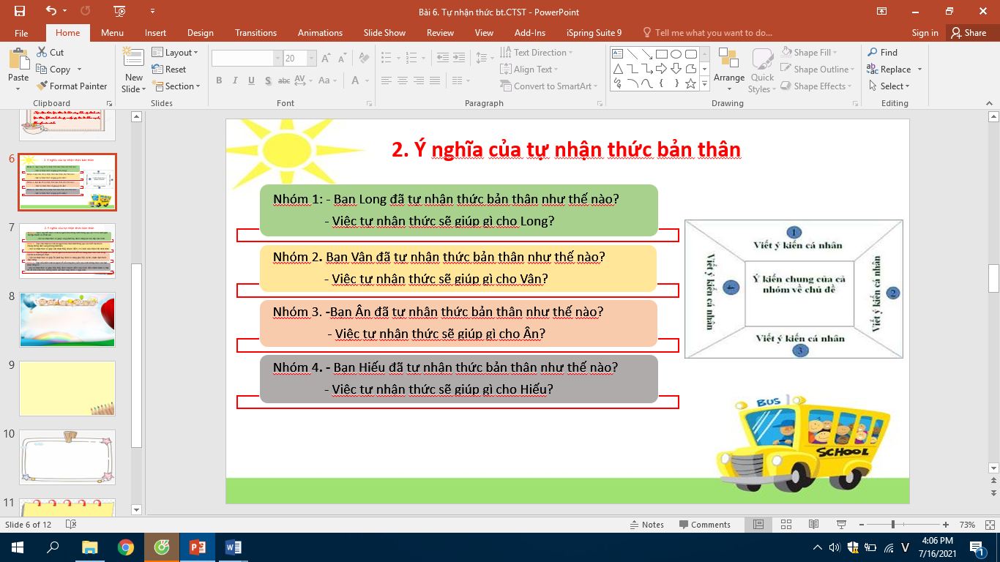 Bài 6. Tự nhận thức bt.CTST - PowerPoint
File Home Menu Insert Design Transitions Animations Slide Show Review View Add-Ins iSpring Suite 9 Tell me what you want to do... Sign in Share
Paste
Cut
Copy
Format Painter
Clipboard
New
Slide
Layout
Reset
Section
Slides
20
B I U S abc AV Aa A
Font
Paragraph
Text Direction
Align Text
Convert to SmartArt
Arrange
Quick
Styles
Shape Fill
Shape Outline
Shape Effects
Drawing
Find
Replace
Select
Editing
6
7
8
9
10
11
2. Ý nghĩa của tự nhận thức bản thân
Nhóm 1: - Bạn Long đã tự nhận thức bản thân như thế nào?
- Việc tự nhận thức sẽ giúp gì cho Long?
Nhóm 2. Bạn Vân đã tự nhận thức bản thân như thế nào?
- Việc tự nhận thức sẽ giúp gì cho Vân?
Nhóm 3. -Bạn Ân đã tự nhận thức bản thân như thế nào?
- Việc tự nhận thức sẽ giúp gì cho Ân?
Nhóm 4. - Bạn Hiếu đã tự nhận thức bản thân như thế nào?
- Việc tự nhận thức sẽ giúp gì cho Hiếu?
1
Viết ý kiến cá nhân
Viết ý kiến cá nhân
4
Ý kiến chung của cả
nhóm về chủ đề
2
Viết ý kiến cá nhân
Viết ý kiến cá nhân
3
BUS
SCHOOL
Slide 6 of 12
Notes
Comments
73%
V
4:06 PM
7/16/2021
1